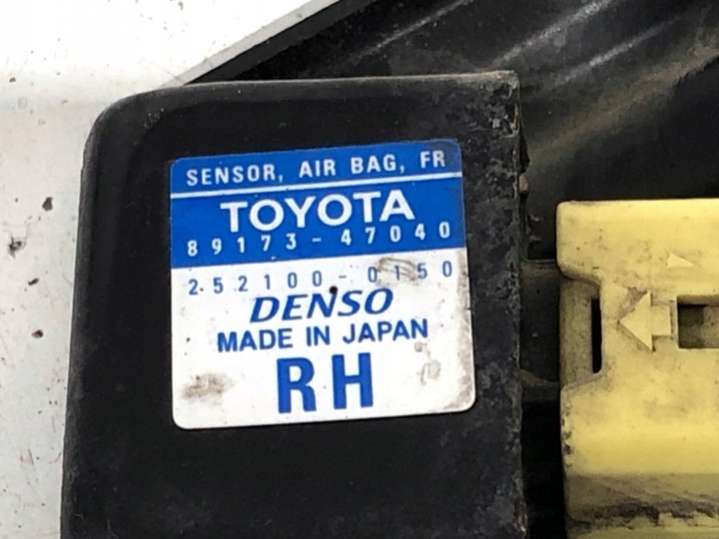 SENSOR, AIR BAG, FR
TOYOTA
89173-47040
252100-0150
DENSO
MADE IN JAPAN
RH